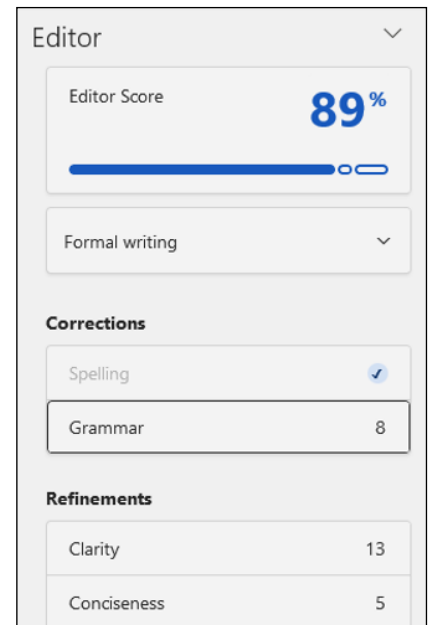 Editor
Editor Score 89%
Formal writing
Corrections
Spelling
Grammar 8
Refinements
Clarity 13
Conciseness 5